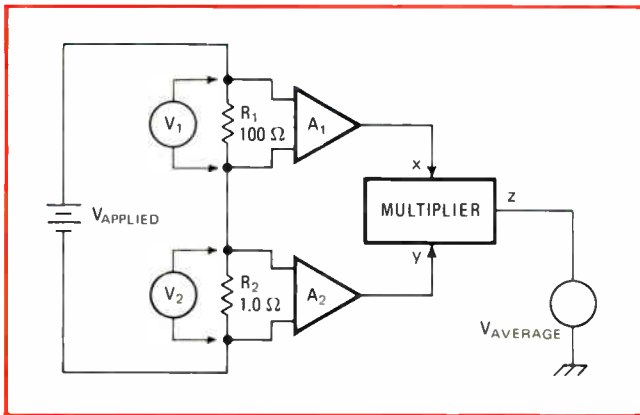 V1
R1
100 Ω
A1
x
z
MULTIPLIER
y
VAPPLIED
V2
R2
1.0 Ω
A2
VAVERAGE